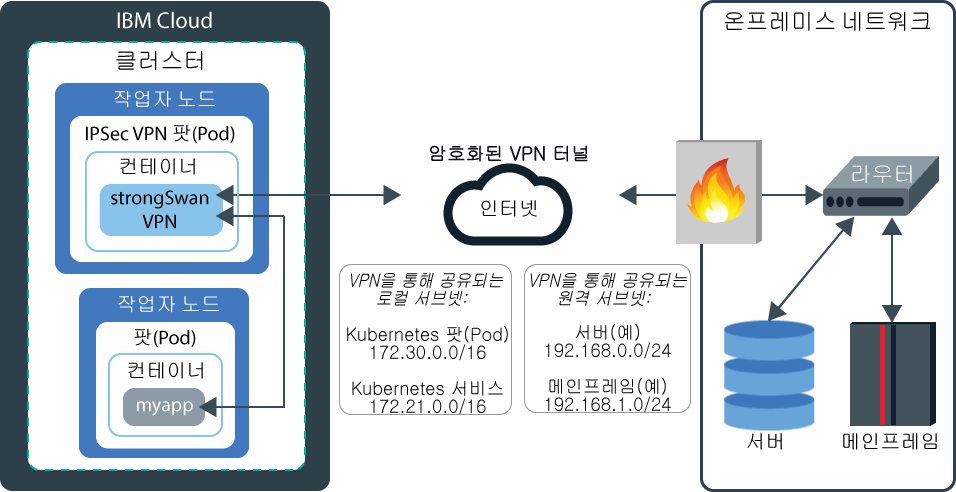 IBM Cloud
클러스터
작업자 노드
IPSec VPN 팟(Pod)
컨테이너
strongSwan
VPN
작업자 노드
팟(Pod)
컨테이너
myapp
암호화된 VPN 터널
인터넷
VPN을 통해 공유되는
로컬 서브넷:
Kubernetes 팟(Pod)
172.30.0.0/16
Kubernetes 서비스
172.21.0.0/16
VPN을 통해 공유되는
원격 서브넷:
서버(예)
192.168.0.0/24
메인프레임(예)
192.168.1.0/24
온프레미스 네트워크
라우터
서버
메인프레임